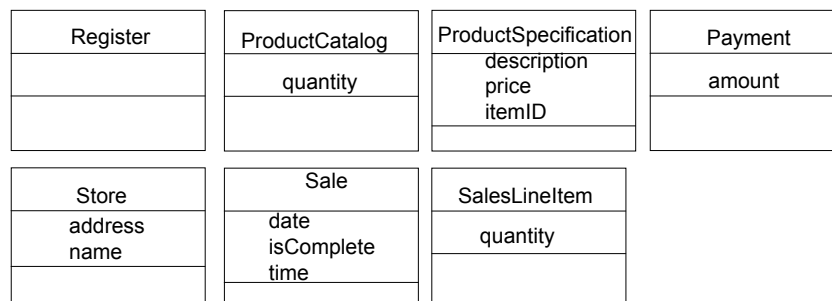 Register
ProductCatalog
quantity
ProductSpecification
description
price
itemID
Payment
amount
Store
address
name
Sale
date
isComplete
time
SalesLineItem
quantity